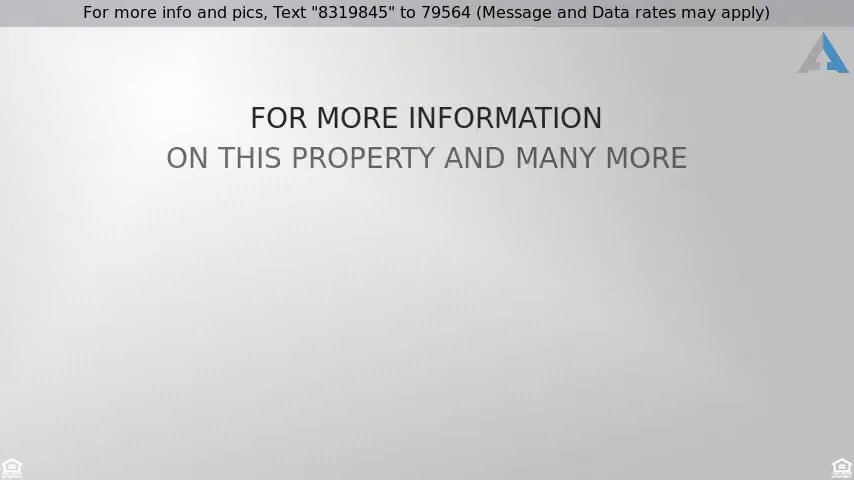 For more info and pics, Text "8319845" to 79564 (Message and Data rates may apply)
FOR MORE INFORMATION
ON THIS PROPERTY AND MANY MORE